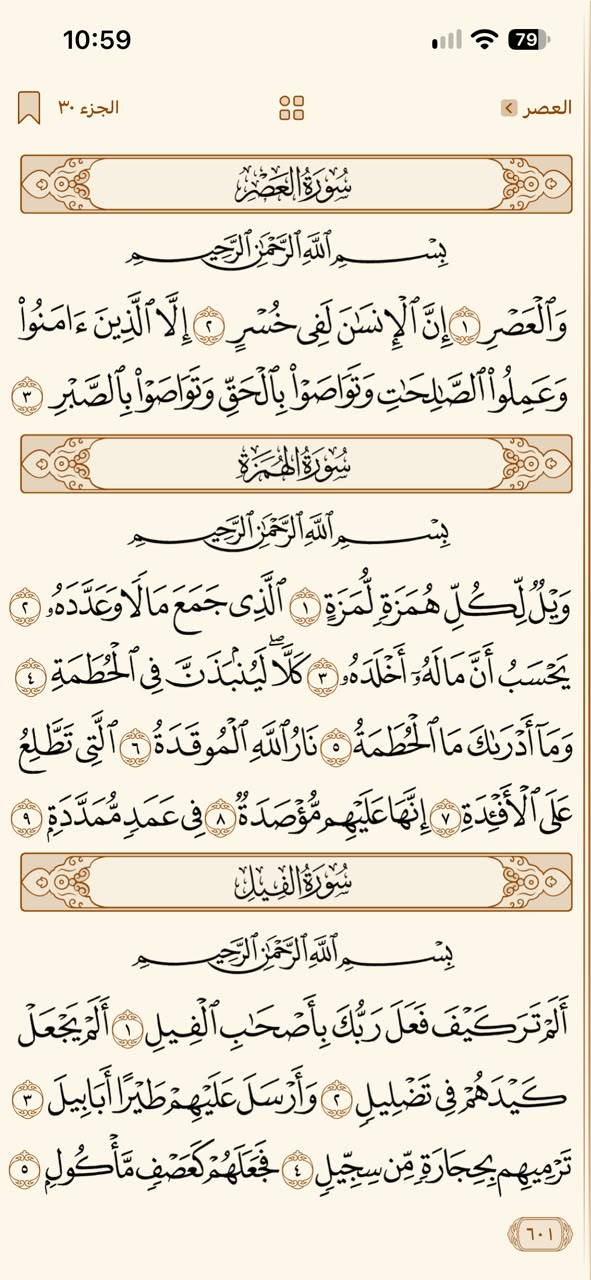 10:59
79
العصر
الجزء ٣٠
سُورَةُ العَصْرِ
بِسْمِ ٱللَّهِ ٱلرَّحْمَٰنِ ٱلرَّحِيمِ
وَٱلْعَصْرِ ١ إِنَّ ٱلْإِنسَٰنَ لَفِى خُسْرٍ ٢ إِلَّا ٱلَّذِينَ ءَامَنُوا۟
وَعَمِلُوا۟ ٱلصَّٰلِحَٰتِ وَتَوَاصَوْا۟ بِٱلْحَقِّ وَتَوَاصَوْا۟ بِٱلصَّبْرِ ٣
سُورَةُ الهُمَزَةِ
بِسْمِ ٱللَّهِ ٱلرَّحْمَٰنِ ٱلرَّحِيمِ
وَيْلٌ لِّكُلِّ هُمَزَةٍ لُّمَزَةٍ ١ ٱلَّذِى جَمَعَ مَالًا وَعَدَّدَهُۥ ٢
يَحْسَبُ أَنَّ مَالَهُۥٓ أَخْلَدَهُۥ ٣ كَلَّا ۖ لَيُنۢبَذَنَّ فِى ٱلْحُطَمَةِ ٤
وَمَآ أَدْرَىٰكَ مَا ٱلْحُطَمَةُ ٥ نَارُ ٱللَّهِ ٱلْمُوقَدَةُ ٦ ٱلَّتِى تَطَّلِعُ
عَلَى ٱلْأَفْـِٔدَةِ ٧ إِنَّهَا عَلَيْهِم مُّؤْصَدَةٌ ٨ فِى عَمَدٍ مُّمَدَّدَةٍۭ ٩
سُورَةُ الفِيلِ
بِسْمِ ٱللَّهِ ٱلرَّحْمَٰنِ ٱلرَّحِيمِ
أَلَمْ تَرَ كَيْفَ فَعَلَ رَبُّكَ بِأَصْحَٰبِ ٱلْفِيلِ ١ أَلَمْ يَجْعَلْ
كَيْدَهُمْ فِى تَضْلِيلٍ ٢ وَأَرْسَلَ عَلَيْهِمْ طَيْرًا أَبَابِيلَ ٣
تَرْمِيهِم بِحِجَارَةٍ مِّن سِجِّيلٍ ٤ فَجَعَلَهُمْ كَعَصْفٍ مَّأْكُولٍۭ ٥
٦٠١